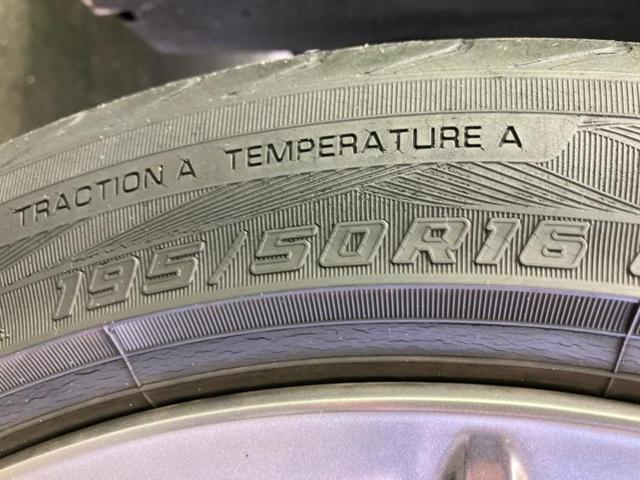 TRACTION A TEMPERATURE A
195/50R16